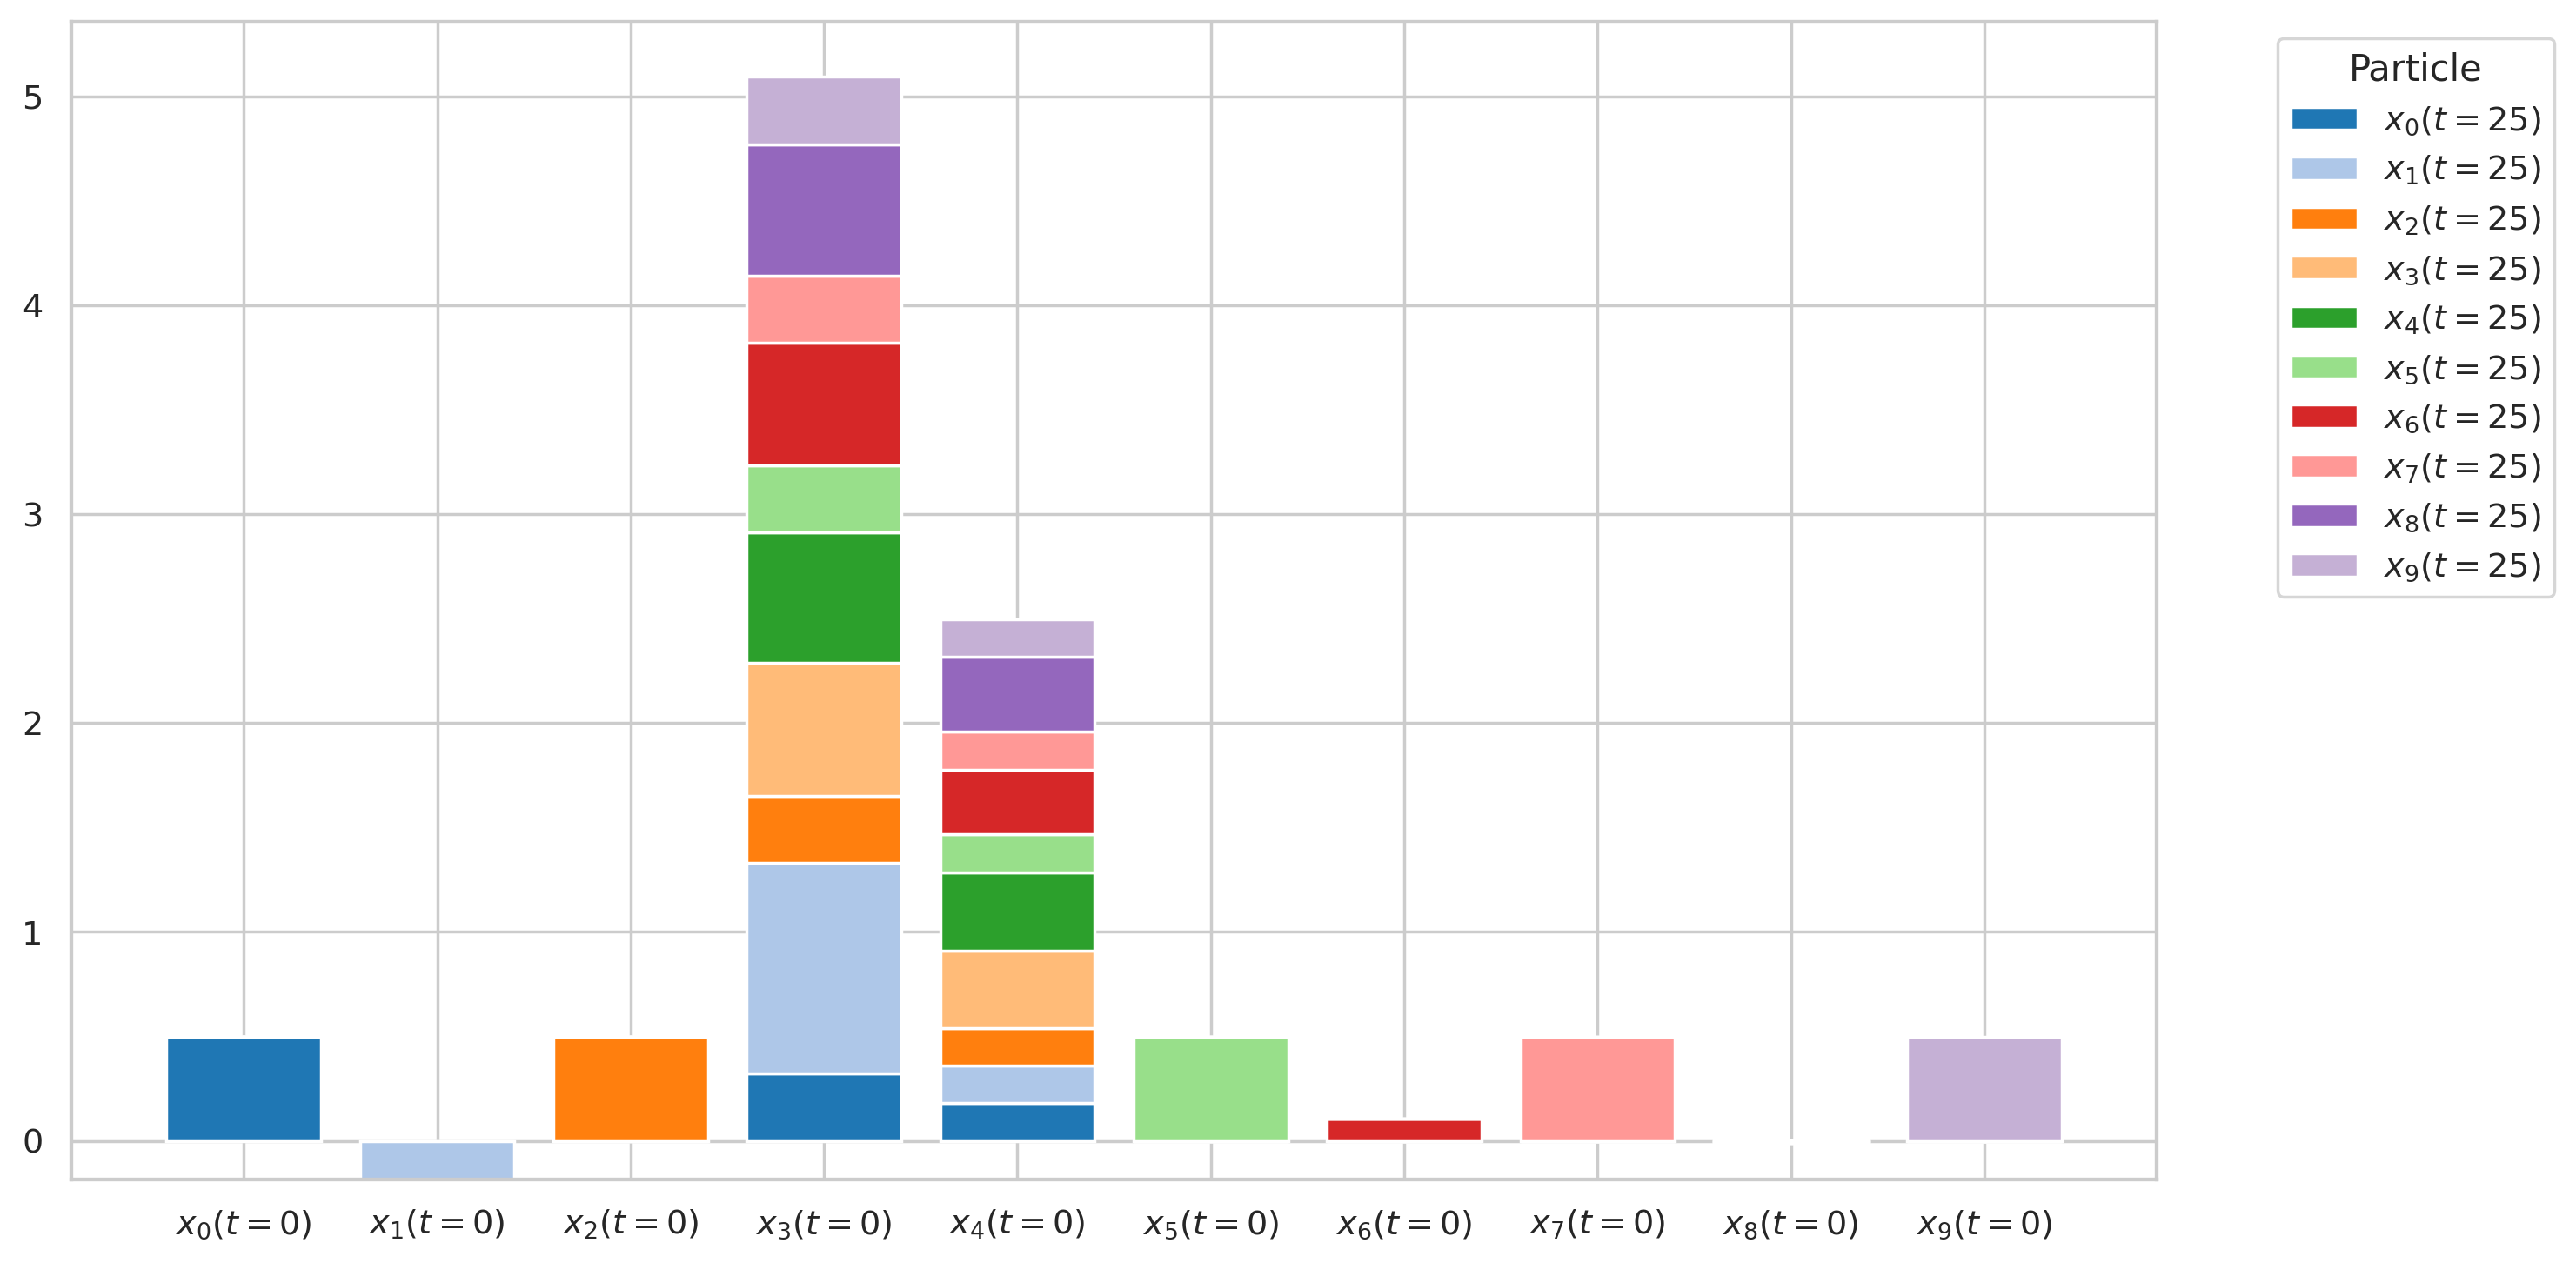 5
4
3
2
1
0
x₀(t = 0)
x₁(t = 0)
x₂(t = 0)
x₃(t = 0)
x₄(t = 0)
x₅(t = 0)
x₆(t = 0)
x₇(t = 0)
x₈(t = 0)
x₉(t = 0)
Particle
x₀(t = 25)
x₁(t = 25)
x₂(t = 25)
x₃(t = 25)
x₄(t = 25)
x₅(t = 25)
x₆(t = 25)
x₇(t = 25)
x₈(t = 25)
x₉(t = 25)